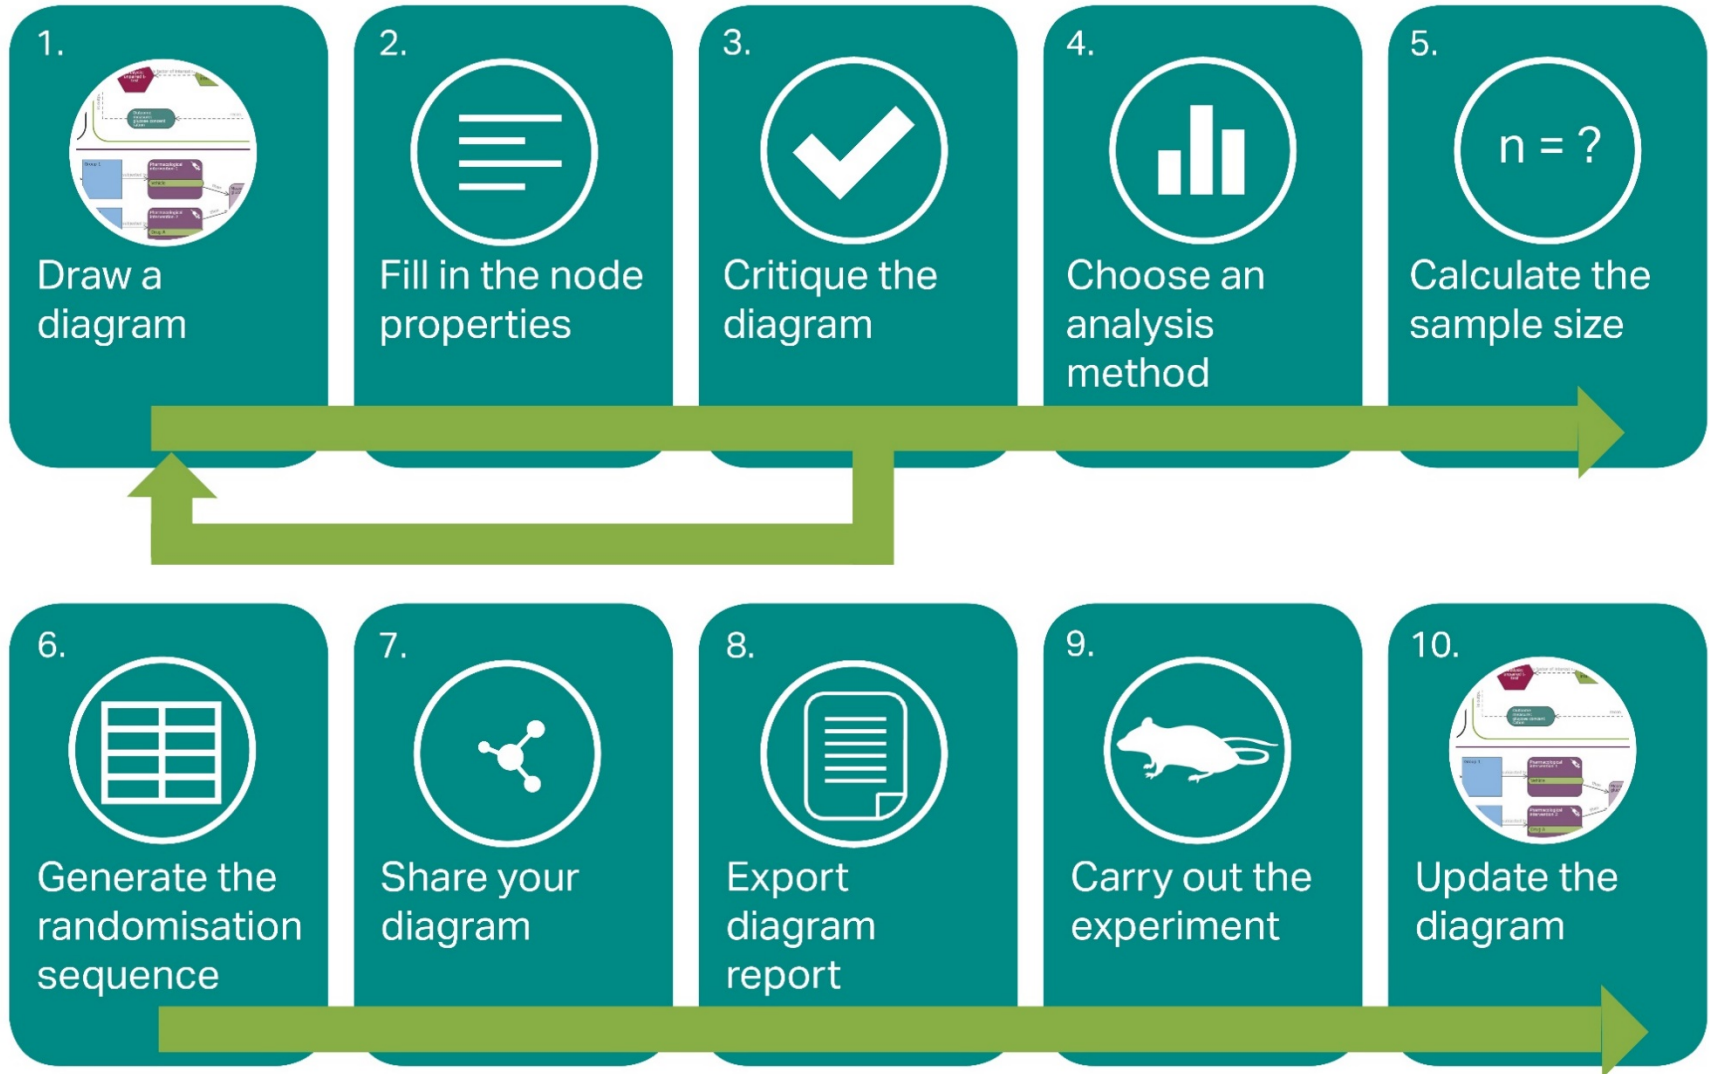 1.
Draw a
diagram
2.
Fill in the node
properties
3.
Critique the
diagram
4.
Choose an
analysis
method
5.
n = ?
Calculate the
sample size
6.
Generate the
randomisation
sequence
7.
Share your
diagram
8.
Export
diagram
report
9.
Carry out the
experiment
10.
Update the
diagram